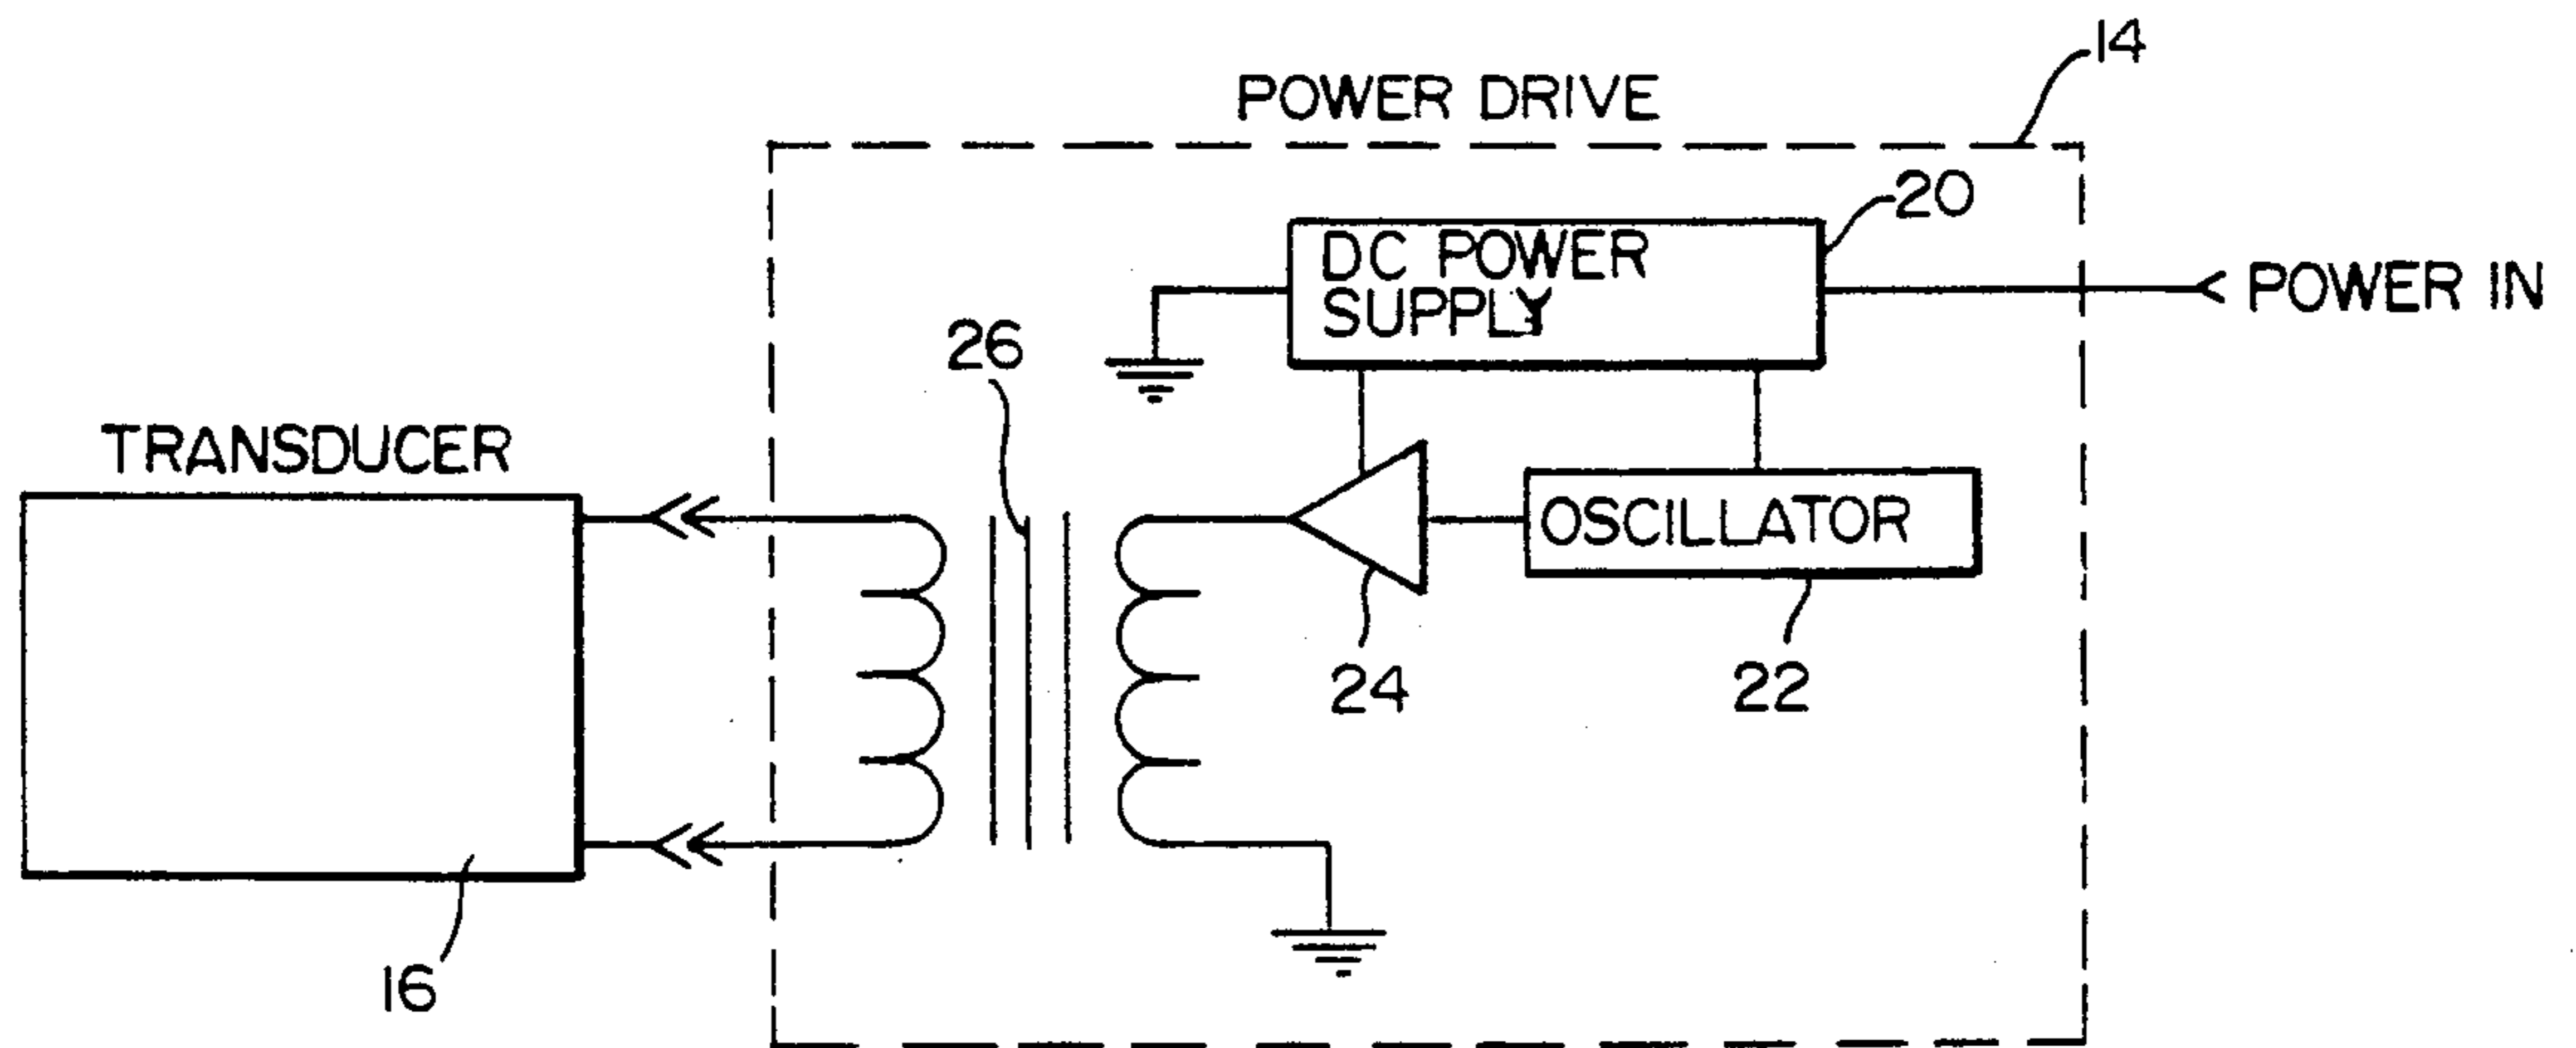 14
POWER DRIVE
20
DC POWER
SUPPLY
POWER IN
26
TRANSDUCER
OSCILLATOR
24
22
16